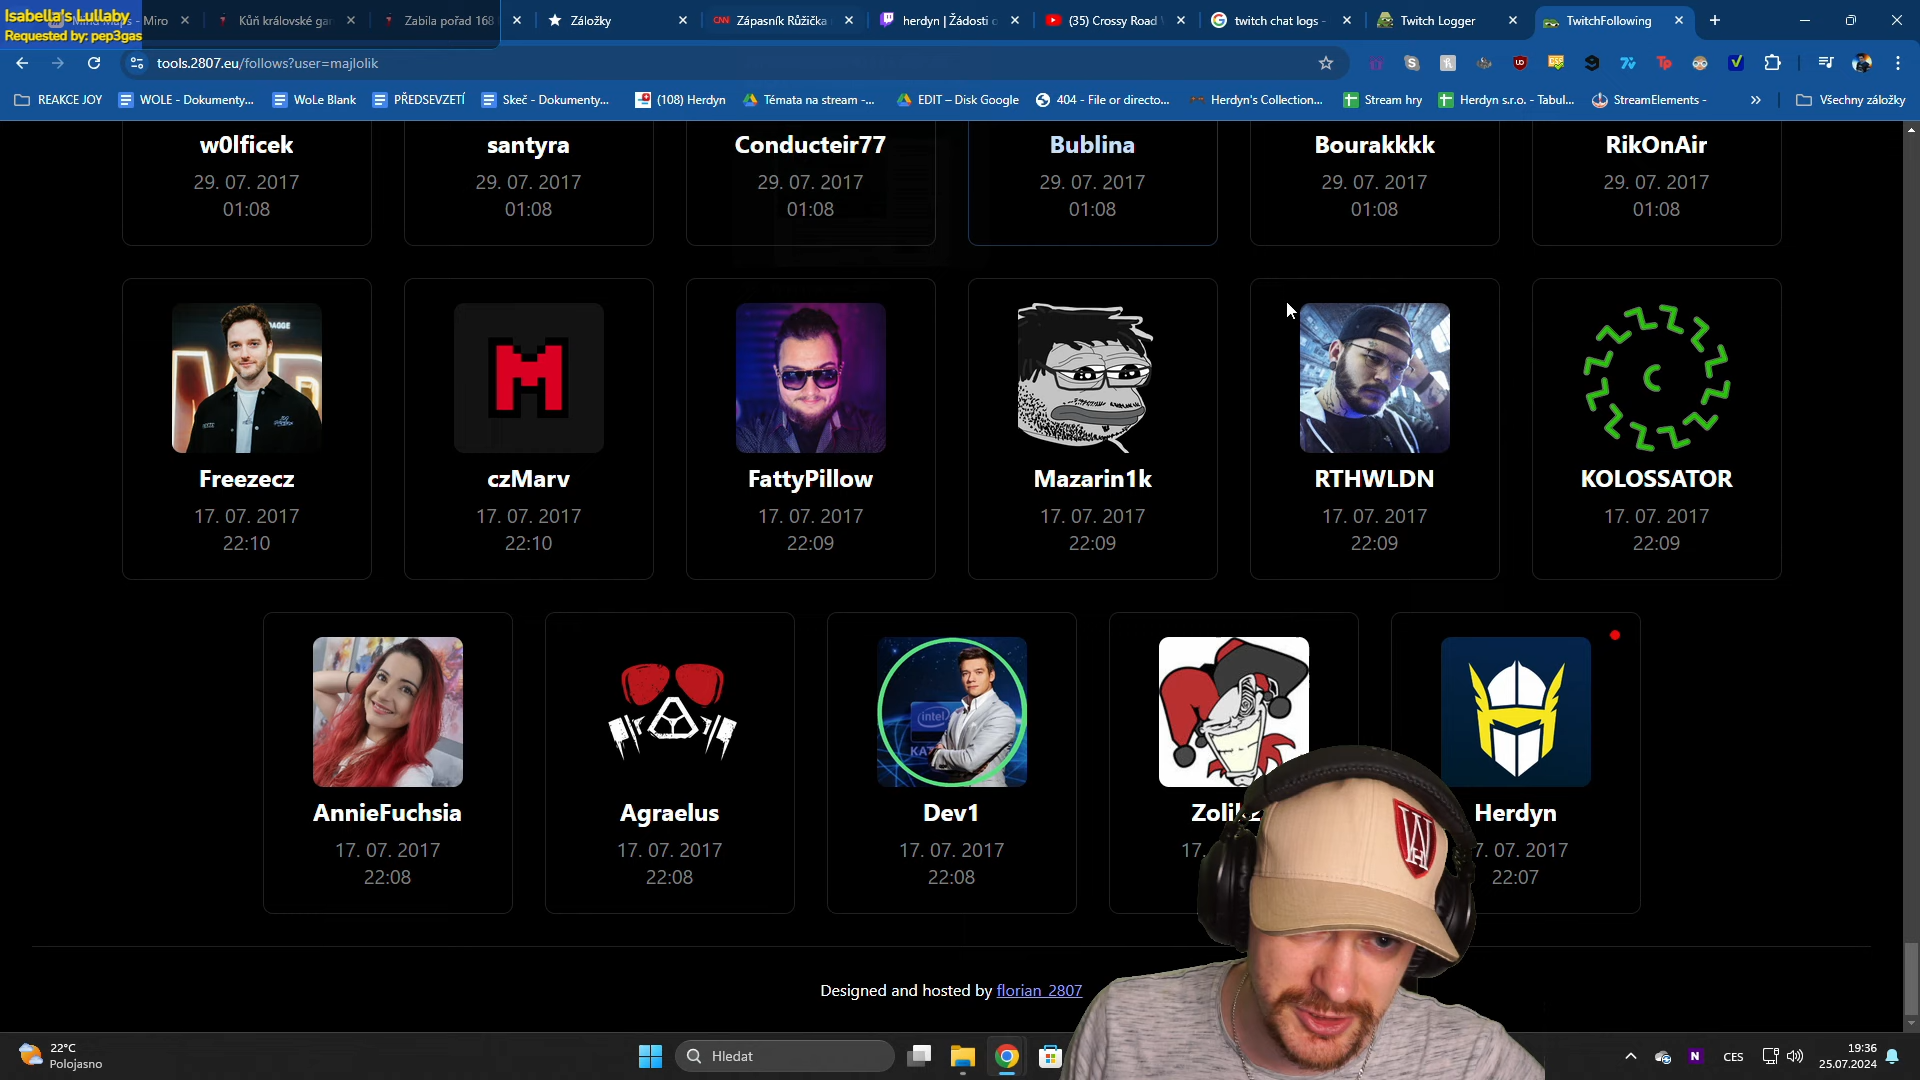 Isabella's Lullaby
Requested by: pep3gas
Miro
Kůň královské gar
Zabila pořad 168
Záložky
Zápasník Růžička
herdyn | Žádosti o
(35) Crossy Road
twitch chat logs -
Twitch Logger
TwitchFollowing
tools.2807.eu/follows?user=majlolik
REAKCE JOY
WOLE - Dokumenty...
WoLe Blank
PŘEDSEVZETÍ
Skeč - Dokumenty...
(108) Herdyn
Témata na stream -...
EDIT – Disk Google
404 - File or directo...
Herdyn's Collection...
Stream hry
Herdyn s.r.o. - Tabul...
StreamElements -
Všechny záložky
w0lficek
santyra
Conducteir77
Bublina
Bourakkkk
RikOnAir
29. 07. 2017
29. 07. 2017
29. 07. 2017
29. 07. 2017
29. 07. 2017
29. 07. 2017
01:08
01:08
01:08
01:08
01:08
01:08
Freezecz
czMarv
FattyPillow
Mazarin1k
RTHWLDN
KOLOSSATOR
17. 07. 2017
17. 07. 2017
17. 07. 2017
17. 07. 2017
17. 07. 2017
17. 07. 2017
22:10
22:10
22:09
22:09
22:09
22:09
intel
AnnieFuchsia
Agraelus
Dev1
Herdyn
17. 07. 2017
17. 07. 2017
17. 07. 2017
17.
7. 07. 2017
22:08
22:08
22:08
22:07
Designed and hosted by florian_2807
22°C
Polojasno
Hledat
CES
19:36
25.07.2024